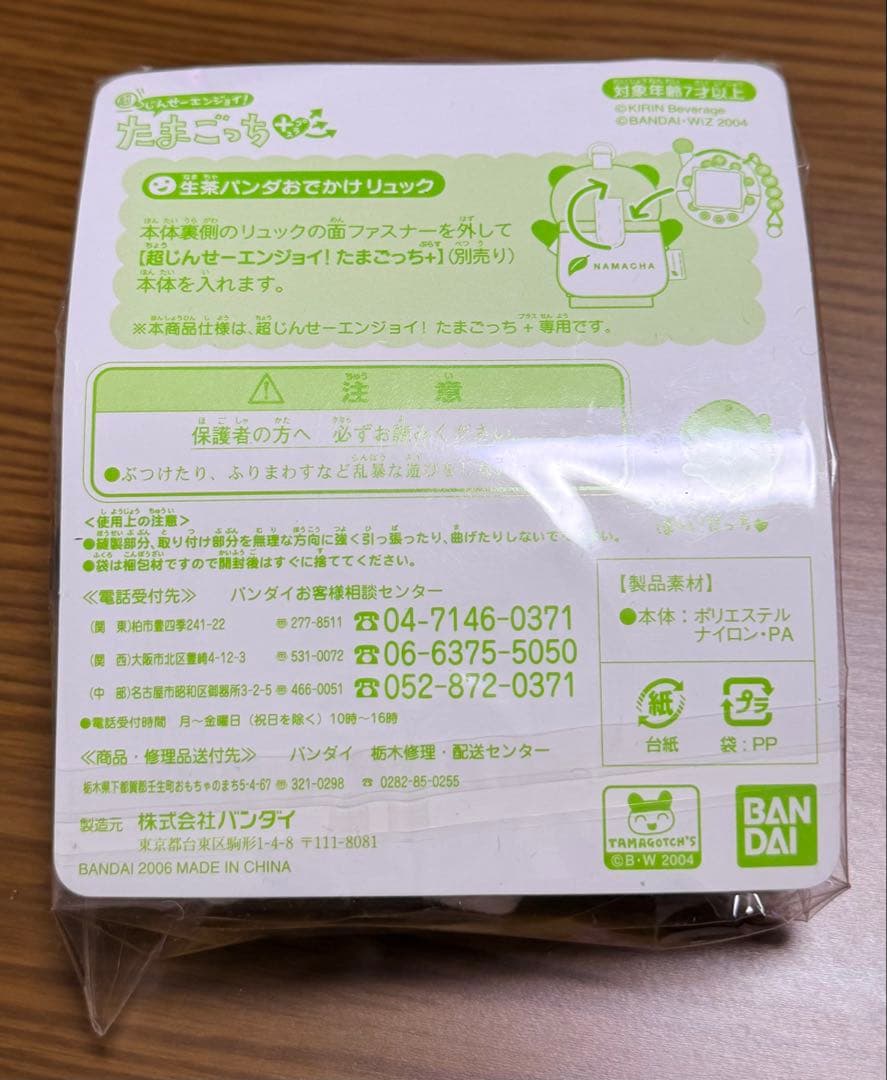 超じんせーエンジョイ!
たまごっち+
対象年齢7才以上
©KIRIN Beverage
©BANDAI・WiZ 2004
生茶パンダおでかけリュック
本体裏側のリュックの面ファスナーを外して
【超じんせーエンジョイ! たまごっち+】(別売り)
本体を入れます。
NAMACHA
※本商品仕様は、超じんせーエンジョイ! たまごっち + 専用です。
注意
保護者の方へ 必ずお読みください
●ぶつけたり、ふりまわすなど乱暴な遊びを
<使用上の注意>
●縫製部分、取り付け部分を無理な方向に強く引っ張ったり、曲げたりしないでください。
●袋は梱包材ですので開封後はすぐに捨ててください。
≪電話受付先≫ バンダイお客様相談センター
(関 東)柏市豊四季241-22 〒277-8511 ☎04-7146-0371
(関 西)大阪市北区豊崎4-12-3 〒531-0072 ☎06-6375-5050
(中 部)名古屋市昭和区御器所3-2-5 〒466-0051 ☎052-872-0371
●電話受付時間 月〜金曜日(祝日を除く)10時〜16時
≪商品・修理品送付先≫ バンダイ 栃木修理・配送センター
栃木県下都賀郡壬生町おもちゃのまち5-4-67 〒321-0298 ☎ 0282-85-0255
製造元 株式会社バンダイ
東京都台東区駒形1-4-8 〒111-8081
BANDAI 2006 MADE IN CHINA
【製品素材】
●本体:ポリエステル
ナイロン・PA
紙 プラ
台紙 袋:PP
TAMAGOTCH'S
©B・W 2004
BAN
DAI